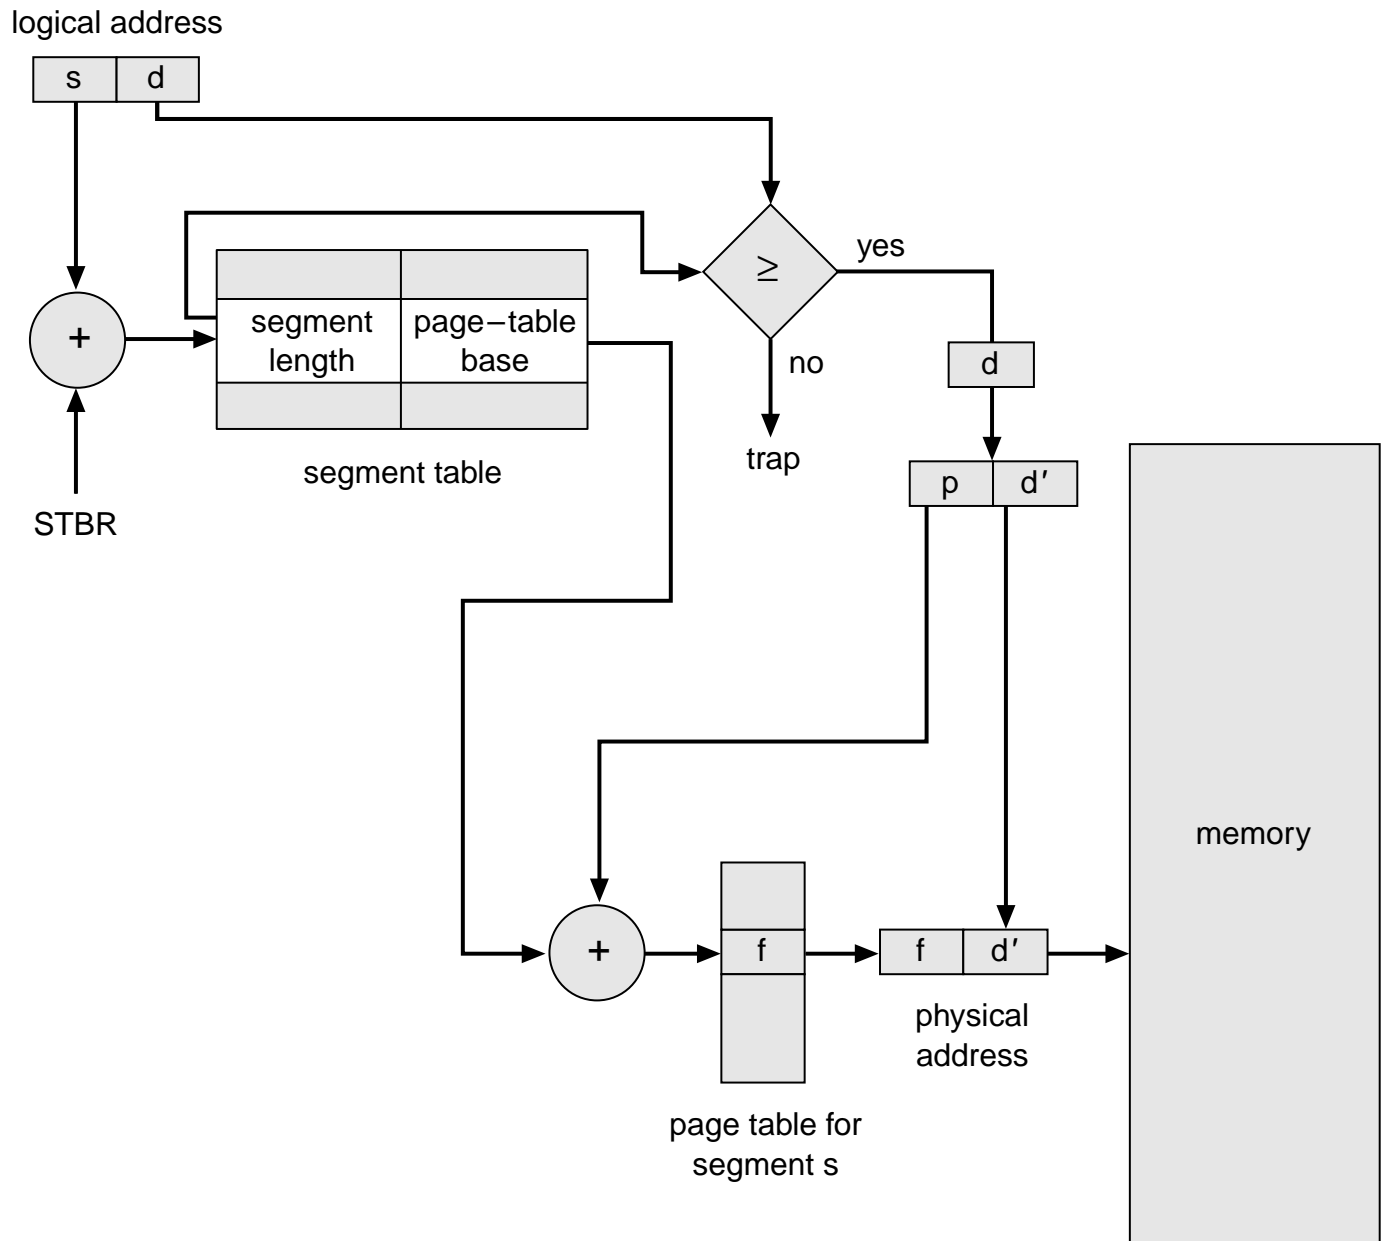 logical address
s d
≥
yes
+
segment length
page–table base
no
d
trap
segment table
p d′
STBR
memory
+
f
f d′
physical
address
page table for
segment s